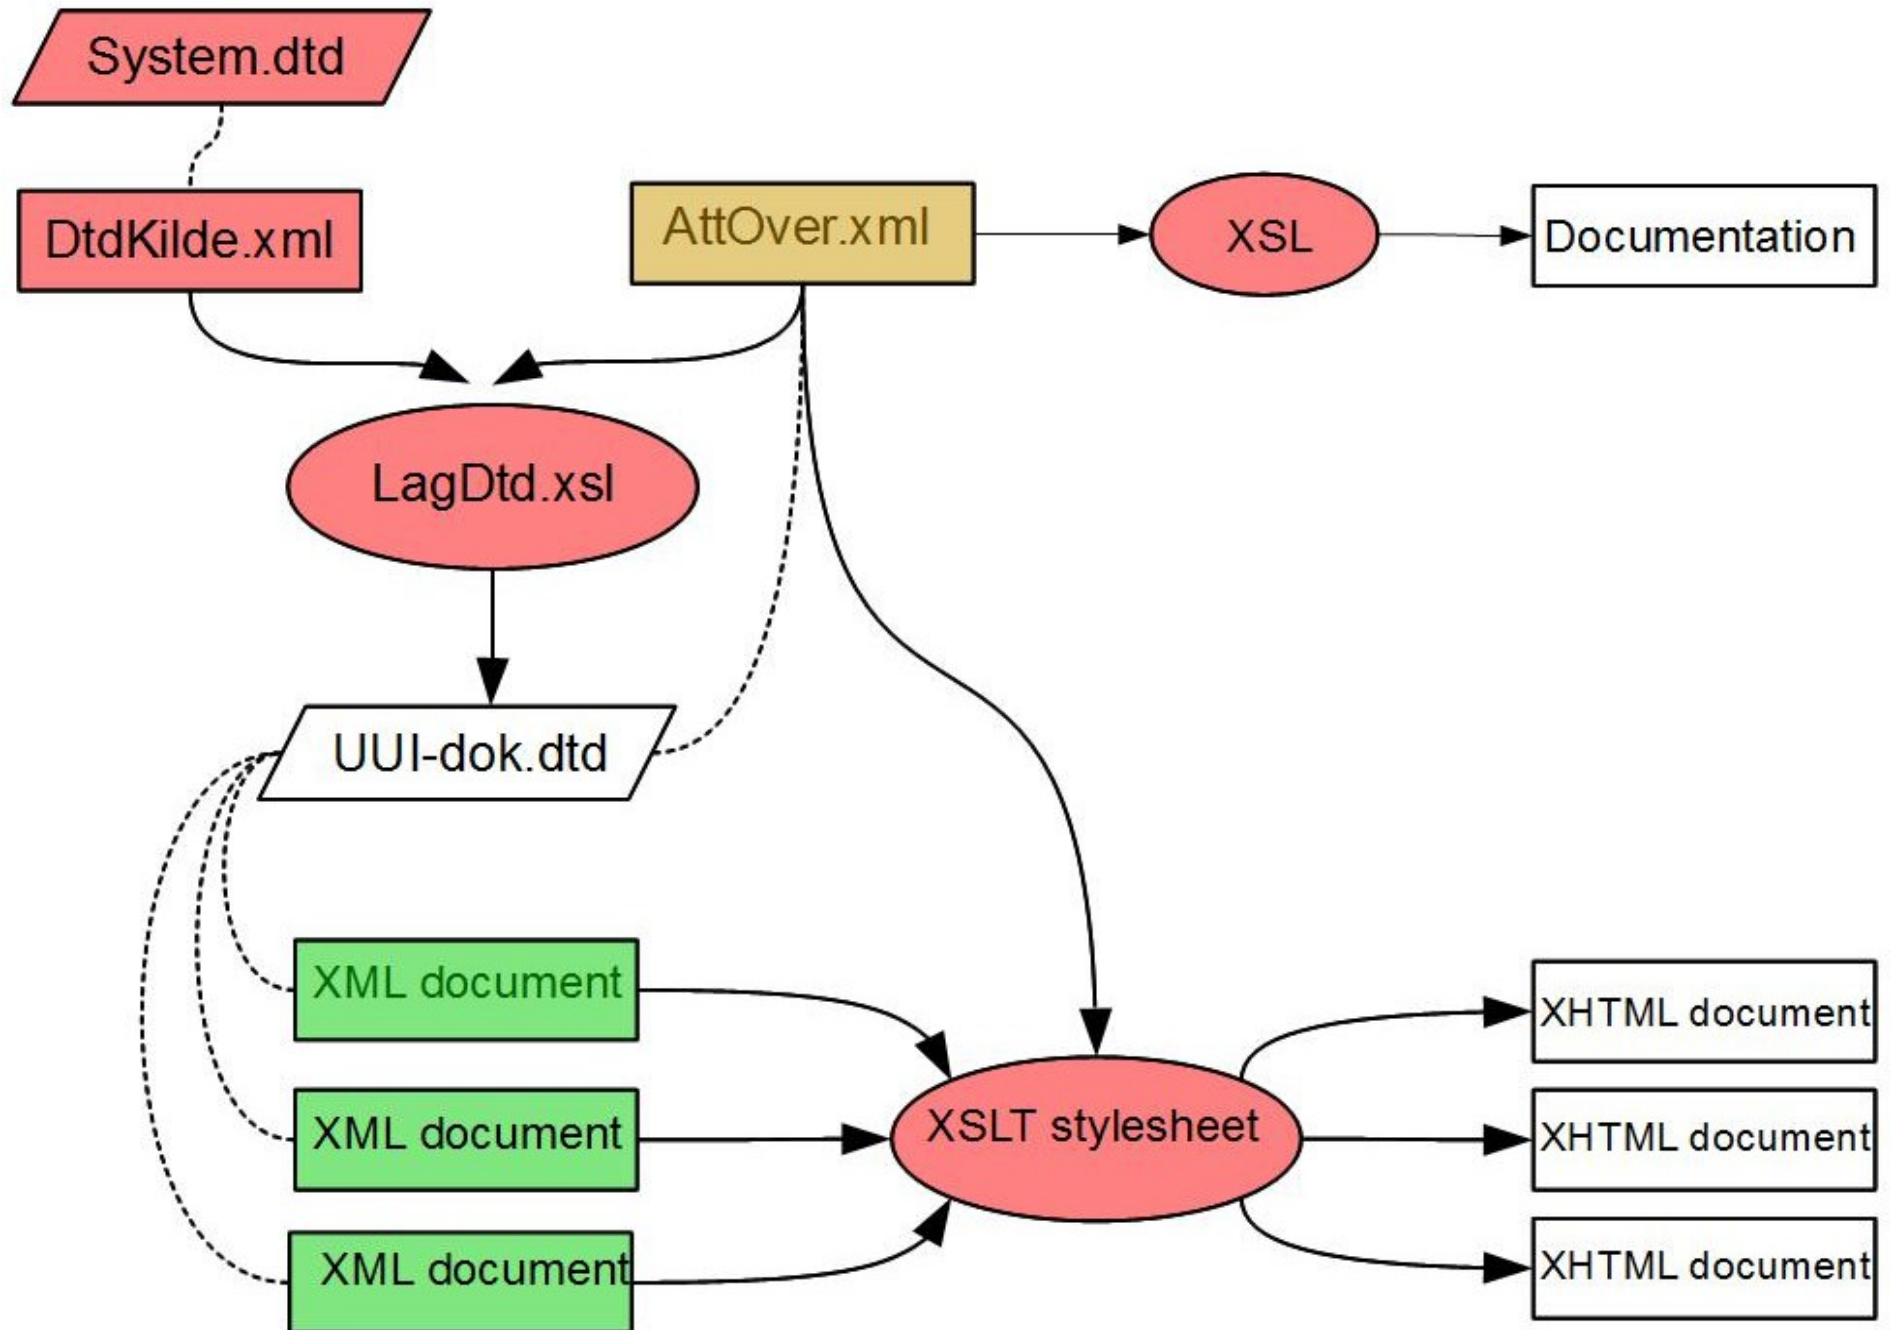 System.dtd
DtdKilde.xml
AttOver.xml
XSL
Documentation
LagDtd.xsl
UUI-dok.dtd
XML document
XML document
XML document
XSLT stylesheet
XHTML document
XHTML document
XHTML document